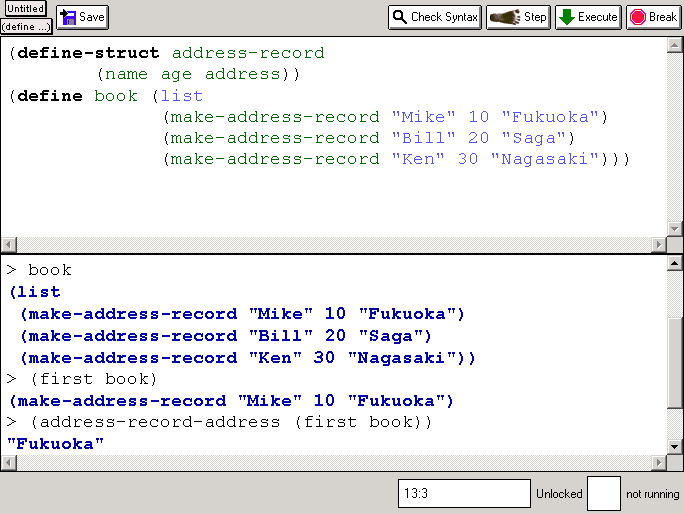 Untitled
(define ...)
Save
Check Syntax
Step
Execute
Break
(define-struct address-record
(name age address))
(define book (list
(make-address-record "Mike" 10 "Fukuoka")
(make-address-record "Bill" 20 "Saga")
(make-address-record "Ken" 30 "Nagasaki")))
> book
(list
(make-address-record "Mike" 10 "Fukuoka")
(make-address-record "Bill" 20 "Saga")
(make-address-record "Ken" 30 "Nagasaki"))
> (first book)
(make-address-record "Mike" 10 "Fukuoka")
> (address-record-address (first book))
"Fukuoka"
13:3
Unlocked
not running